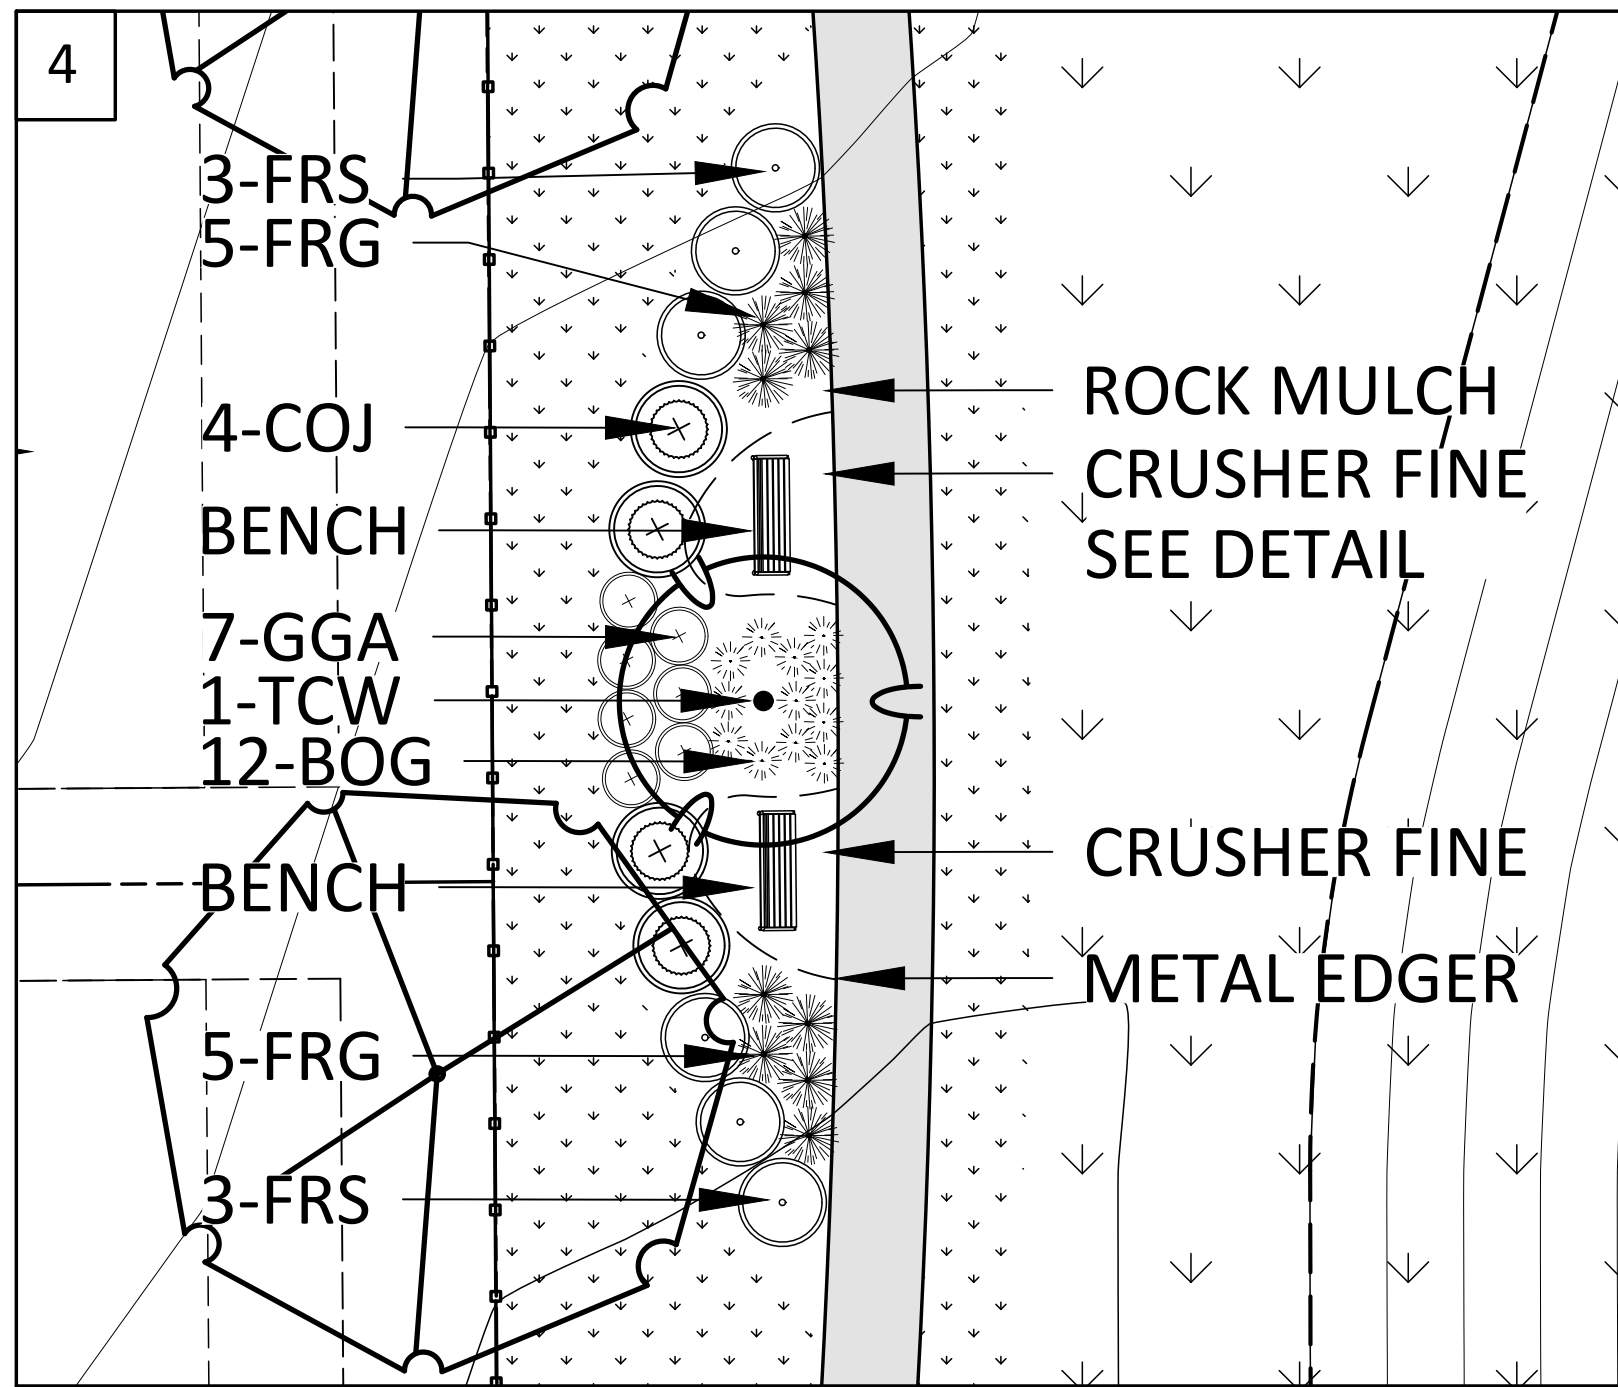 4
3-FRS
5-FRG
4-COJ
BENCH
7-GGA
1-TCW
12-BOG
BENCH
5-FRG
3-FRS
ROCK MULCH
CRUSHER FINE
SEE DETAIL
CRUSHER FINE
METAL EDGER